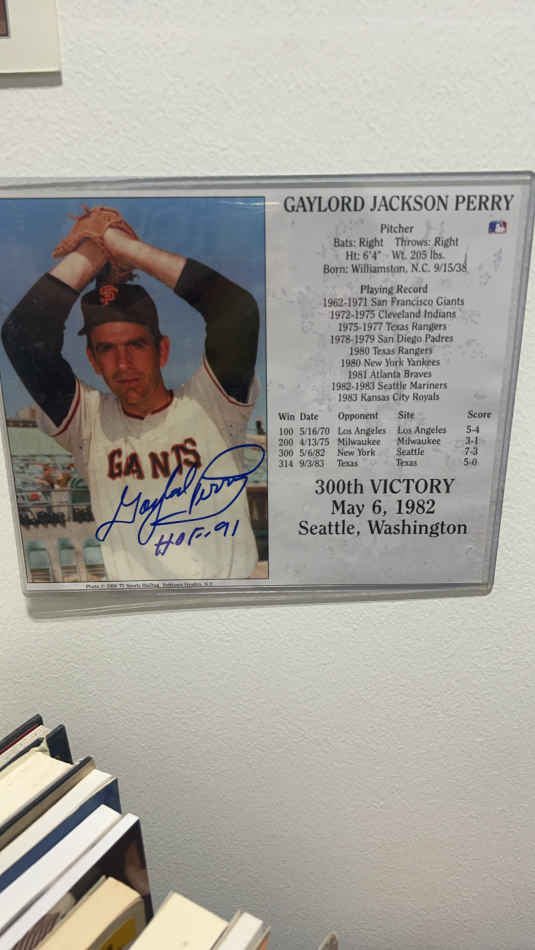 GAYLORD JACKSON PERRY
Pitcher
Bats: Right Throws: Right
Ht: 6'4" Wt. 205 lbs.
Born: Williamston, N.C. 9/15/38
Playing Record
1962-1971 San Francisco Giants
1972-1975 Cleveland Indians
1975-1977 Texas Rangers
1978-1979 San Diego Padres
1980 Texas Rangers
1980 New York Yankees
1981 Atlanta Braves
1982-1983 Seattle Mariners
1983 Kansas City Royals
Win Date Opponent Site Score
100 5/16/70 Los Angeles Los Angeles 5-4
200 4/13/75 Milwaukee Milwaukee 3-1
300 5/6/82 New York Seattle 7-3
314 9/3/83 Texas Texas 5-0
300th VICTORY
May 6, 1982
Seattle, Washington
SF
GIANTS
Gaylord Perry
HOF-91
Photo ©